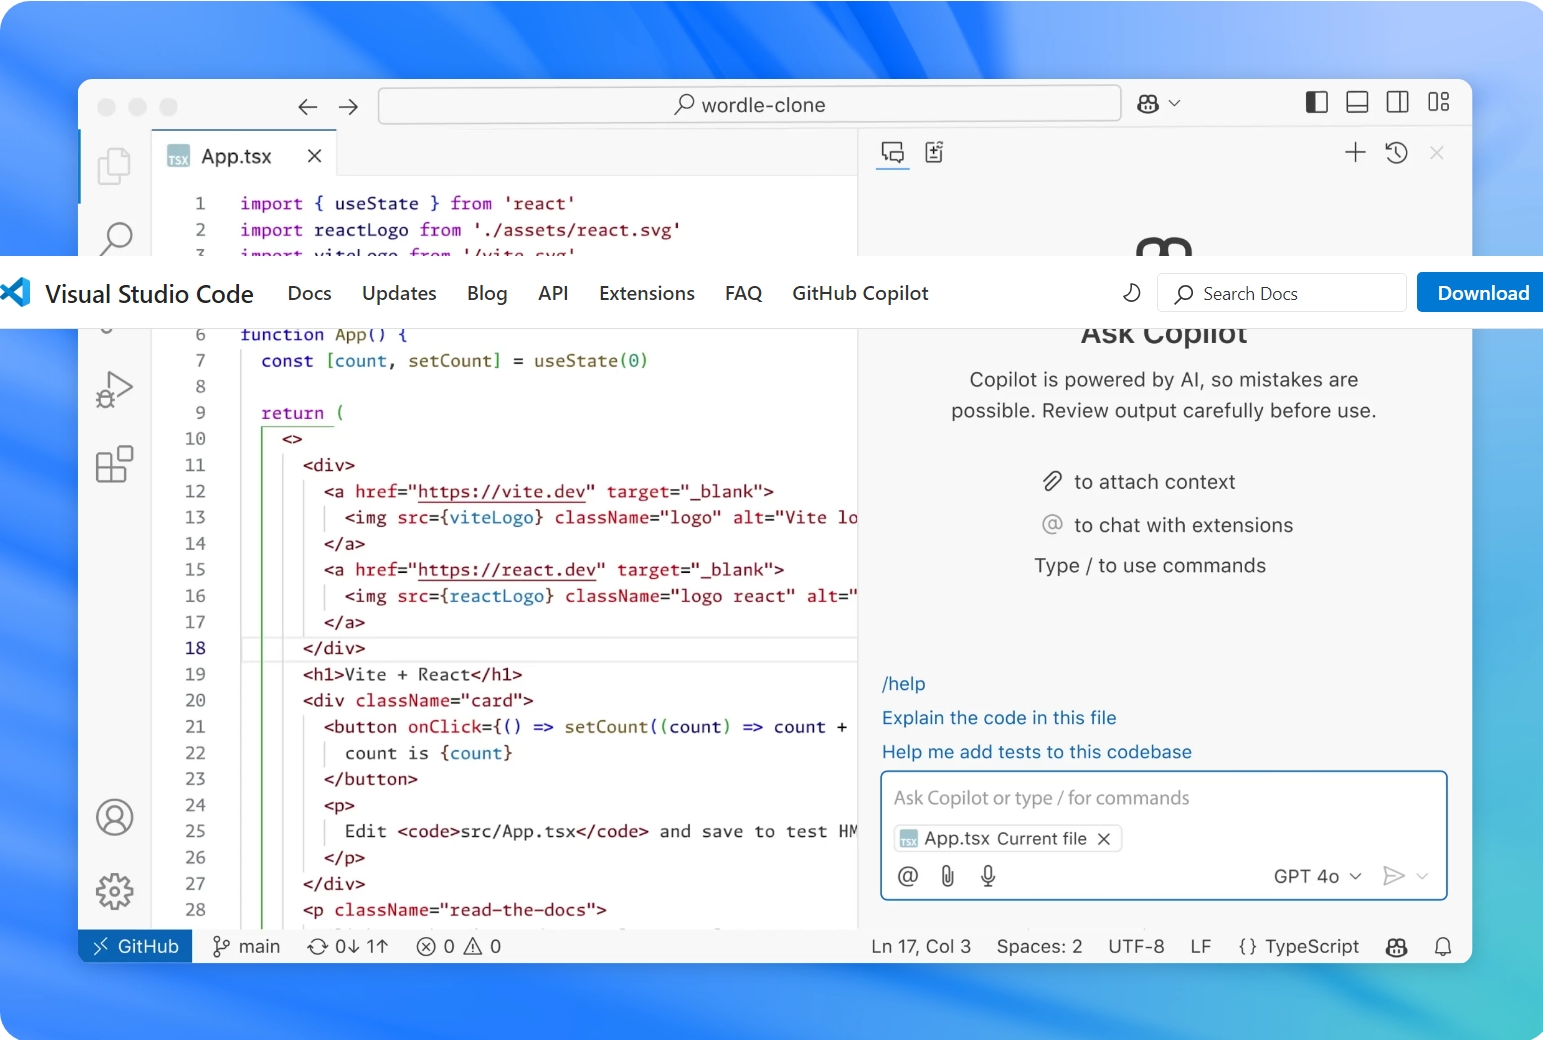 wordle-clone
TSX App.tsx
1 import { useState } from 'react'
2 import reactLogo from './assets/react.svg'
3 import viteLogo from '/vite.svg'
Visual Studio Code Docs Updates Blog API Extensions FAQ GitHub Copilot Search Docs Download
6 function App() {
7 const [count, setCount] = useState(0)
8
9 return (
10 <>
11 <div>
12 <a href="https://vite.dev" target="_blank">
13 <img src={viteLogo} className="logo" alt="Vite lo
14 </a>
15 <a href="https://react.dev" target="_blank">
16 <img src={reactLogo} className="logo react" alt="
17 </a>
18 </div>
19 <h1>Vite + React</h1>
20 <div className="card">
21 <button onClick={() => setCount((count) => count +
22 count is {count}
23 </button>
24 <p>
25 Edit <code>src/App.tsx</code> and save to test HM
26 </p>
27 </div>
28 <p className="read-the-docs">
Ask Copilot
Copilot is powered by AI, so mistakes are
possible. Review output carefully before use.
to attach context
@ to chat with extensions
Type / to use commands
/help
Explain the code in this file
Help me add tests to this codebase
Ask Copilot or type / for commands
TSX App.tsx Current file
@ GPT 4o
GitHub main 0↓ 1↑ 0 0 Ln 17, Col 3 Spaces: 2 UTF-8 LF {} TypeScript